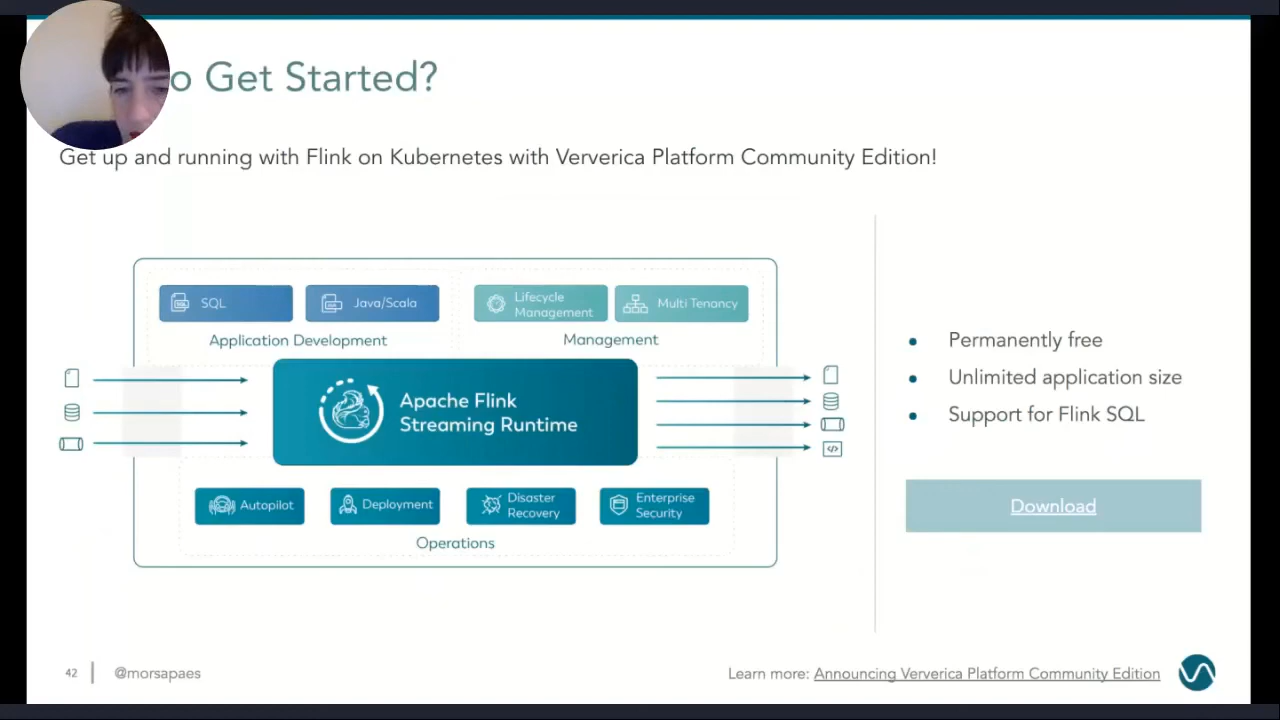 o Get Started?
Get up and running with Flink on Kubernetes with Ververica Platform Community Edition!
SQL
Java/Scala
Application Development
Lifecycle
Management
Multi Tenancy
Management
Apache Flink
Streaming Runtime
Autopilot
Deployment
Disaster
Recovery
Enterprise
Security
Operations
Permanently free
Unlimited application size
Support for Flink SQL
Download
42
@morsapaes
Learn more: Announcing Ververica Platform Community Edition